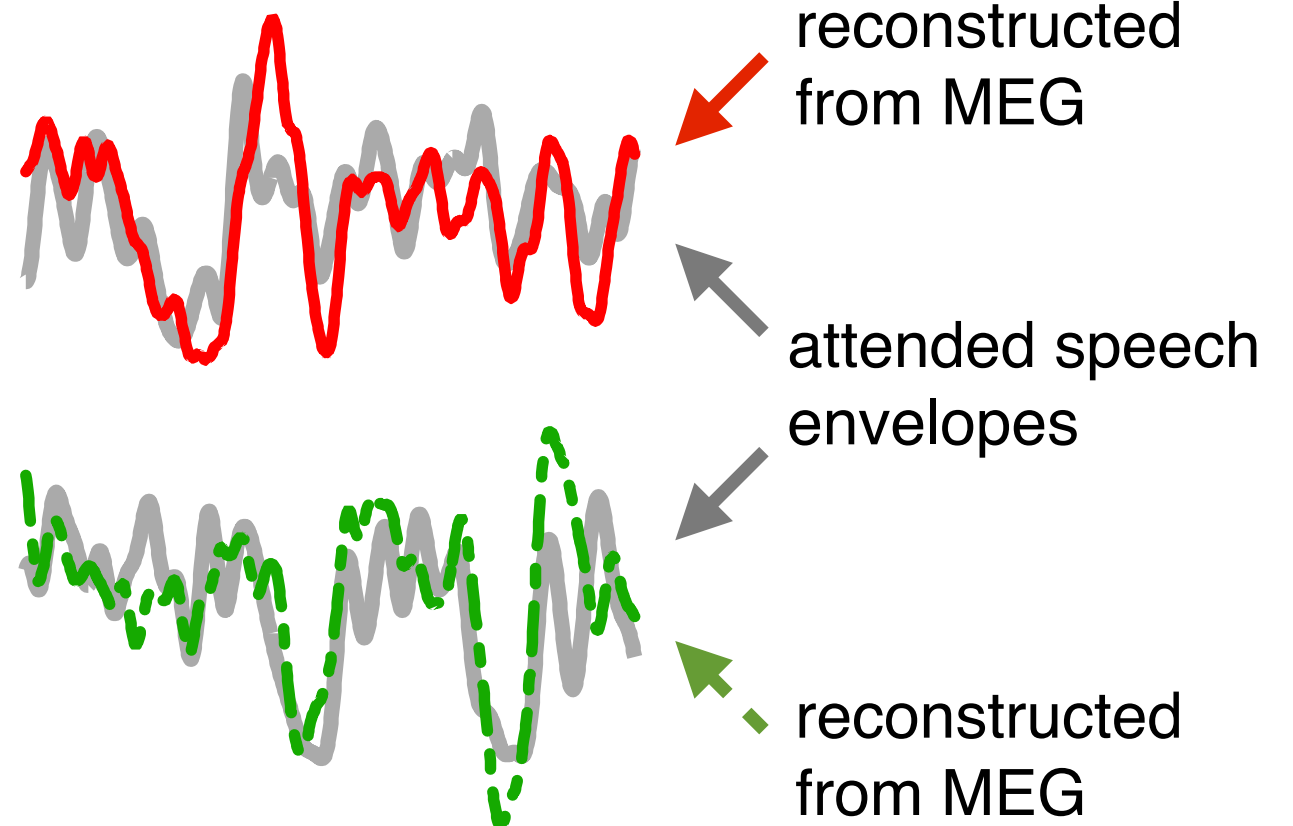 reconstructed
from MEG
attended speech
envelopes
reconstructed
from MEG